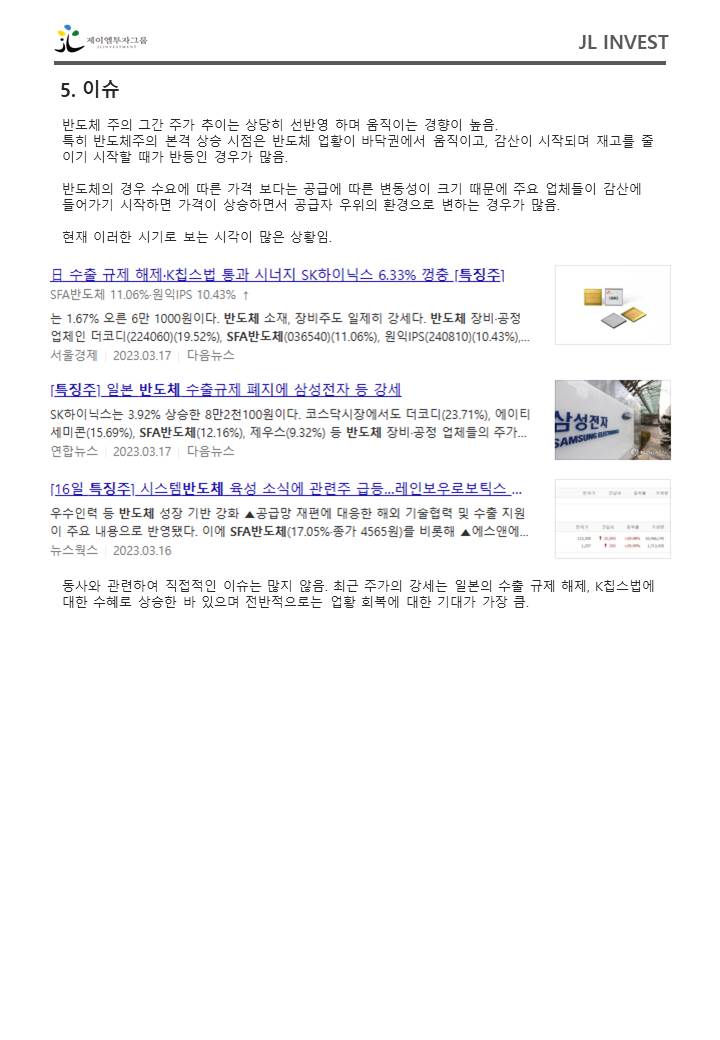 제이엘투자그룹
JLINVESTMENT
JL INVEST
5. 이슈
반도체 주의 그간 주가 추이는 상당히 선반영 하며 움직이는 경향이 높음.
특히 반도체주의 본격 상승 시점은 반도체 업황이 바닥권에서 움직이고, 감산이 시작되며 재고를 줄
이기 시작할 때가 반등인 경우가 많음.
반도체의 경우 수요에 따른 가격 보다는 공급에 따른 변동성이 크기 때문에 주요 업체들이 감산에
들어가기 시작하면 가격이 상승하면서 공급자 우위의 환경으로 변하는 경우가 많음.
현재 이러한 시기로 보는 시각이 많은 상황임.
日 수출 규제 해제·K칩스법 통과 시너지 SK하이닉스 6.33% 껑충 [특징주]
SFA반도체 11.06%·원익IPS 10.43% ↑
는 1.67% 오른 6만 1000원이다. 반도체 소재, 장비주도 일제히 강세다. 반도체 장비·공정
업체인 더코디(224060)(19.52%), SFA반도체(036540)(11.06%), 원익IPS(240810)(10.43%),...
서울경제 | 2023.03.17 | 다음뉴스
[특징주] 일본 반도체 수출규제 폐지에 삼성전자 등 강세
SK하이닉스는 3.92% 상승한 8만2천100원이다. 코스닥시장에서도 더코디(23.71%), 에이티
세미콘(15.69%), SFA반도체(12.16%), 제우스(9.32%) 등 반도체 장비·공정 업체들의 주가...
연합뉴스 | 2023.03.17 | 다음뉴스
삼성전자
SAMSUNG ELECTRONICS
[16일 특징주] 시스템반도체 육성 소식에 관련주 급등...레인보우로보틱스 ...
우수인력 등 반도체 성장 기반 강화 ▲공급망 재편에 대응한 해외 기술협력 및 수출 지원
이 주요 내용으로 반영됐다. 이에 SFA반도체(17.05%·종가 4565원)를 비롯해 ▲에스앤에...
뉴스웍스 | 2023.03.16
동사와 관련하여 직접적인 이슈는 많지 않음. 최근 주가의 강세는 일본의 수출 규제 해제, K칩스법에
대한 수혜로 상승한 바 있으며 전반적으로는 업황 회복에 대한 기대가 가장 큼.